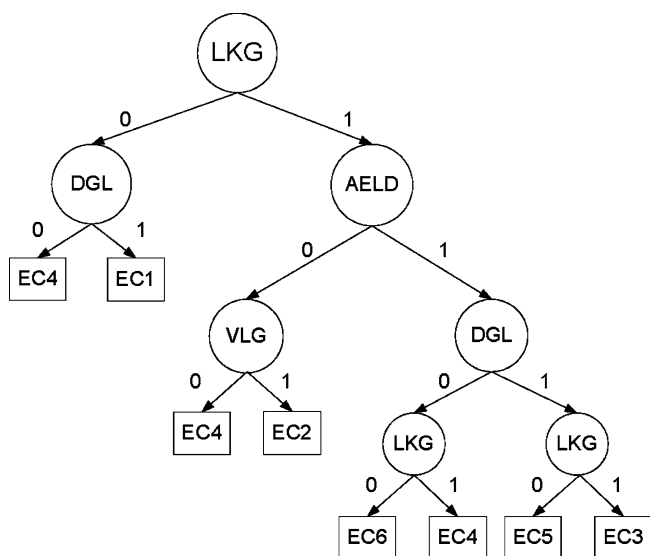 LKG
0 1
DGL AELD
0 1 0 1
EC4 EC1
VLG DGL
0 1 0 1
EC4 EC2 LKG LKG
0 1 0 1
EC6 EC4 EC5 EC3